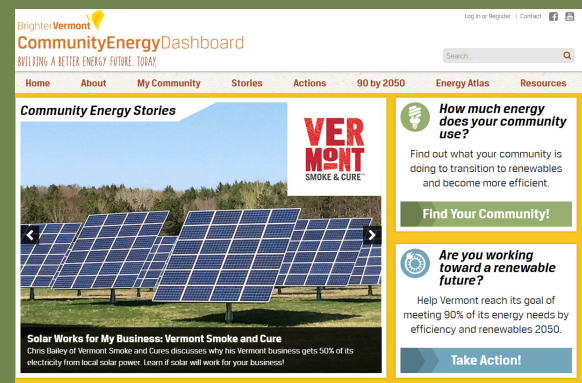 Log In or Register | Contact
BrighterVermont
CommunityEnergyDashboard
BUILDING A BETTER ENERGY FUTURE. TODAY.
Search...
Home About My Community Stories Actions 90 by 2050 Energy Atlas Resources
Community Energy Stories
VER
MONT
SMOKE & CURE™
Solar Works for My Business: Vermont Smoke and Cure
Chris Bailey of Vermont Smoke and Cures discusses why his Vermont business gets 50% of its
electricity from local solar power. Learn if solar will work for your business!
How much energy
does your community
use?
Find out what your community is
doing to transition to renewables
and become more efficient.
Find Your Community!
Are you working
toward a renewable
future?
Help Vermont reach its goal of
meeting 90% of its energy needs by
efficiency and renewables 2050.
Take Action!